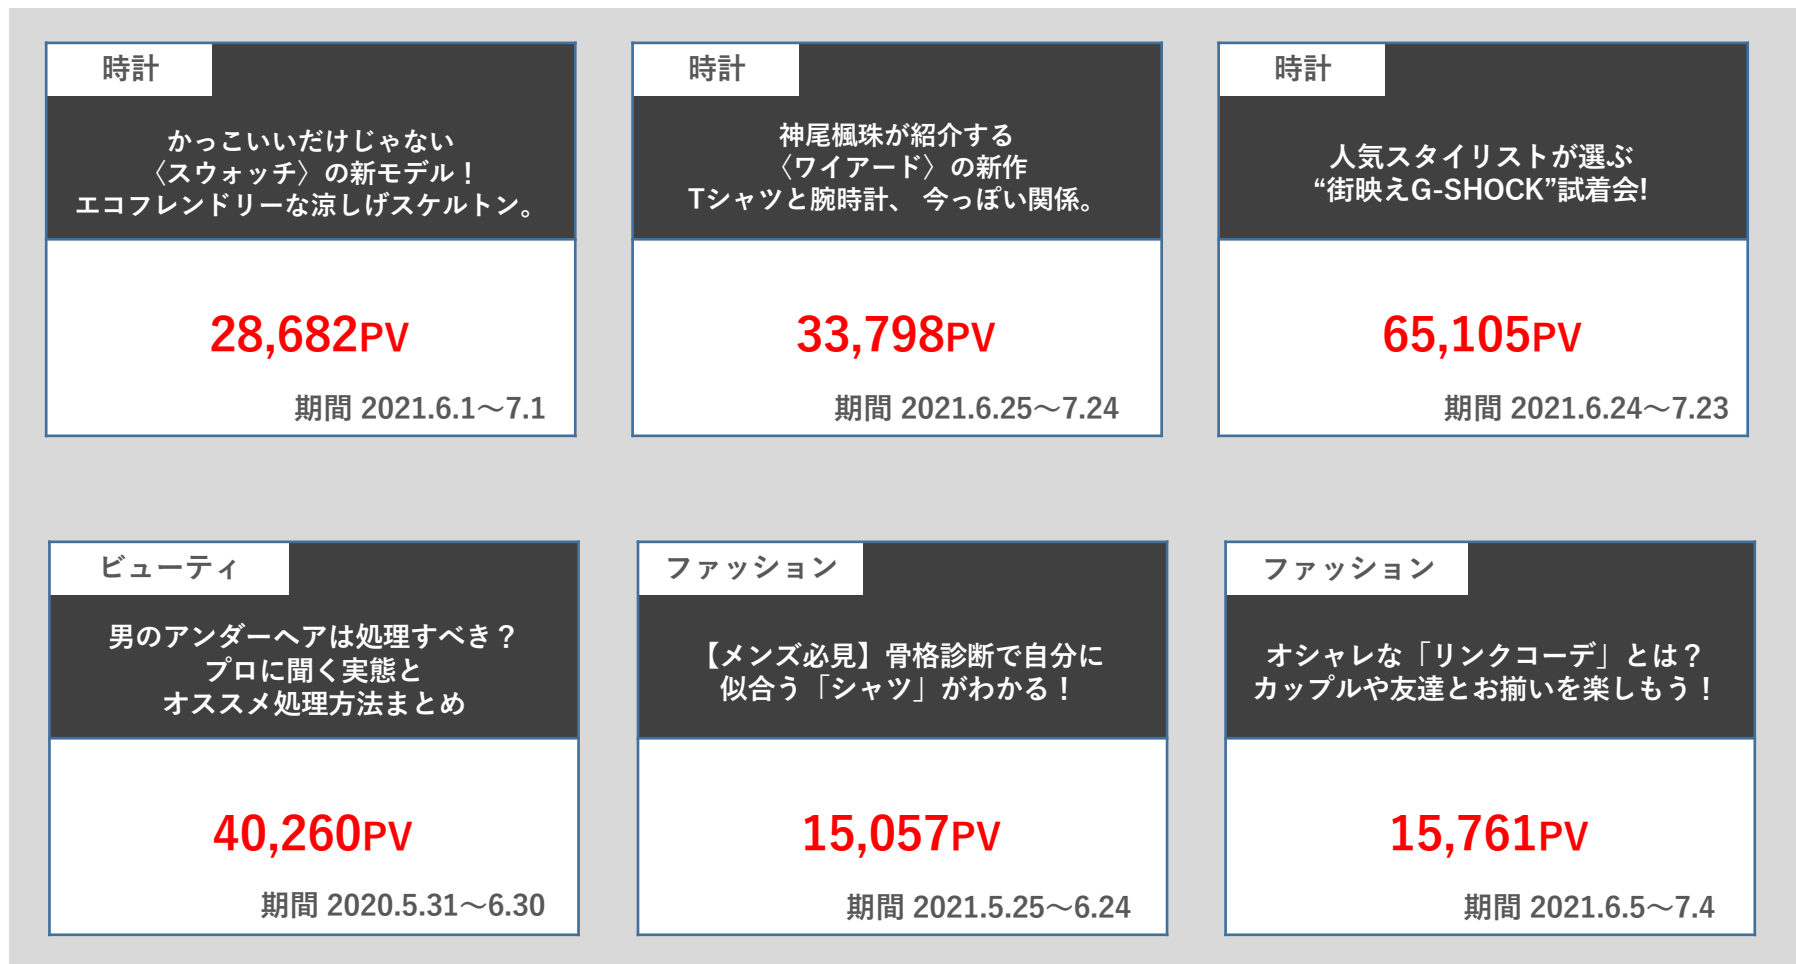 時計
かっこいいだけじゃない
〈スウォッチ〉の新モデル！
エコフレンドリーな涼しげスケルトン。
28,682PV
期間 2021.6.1～7.1
時計
神尾楓珠が紹介する
〈ワイアード〉の新作
Tシャツと腕時計、 今っぽい関係。
33,798PV
期間 2021.6.25～7.24
時計
人気スタイリストが選ぶ
“街映えG-SHOCK”試着会!
65,105PV
期間 2021.6.24～7.23
ビューティ
男のアンダーヘアは処理すべき？
プロに聞く実態と
オススメ処理方法まとめ
40,260PV
期間 2020.5.31～6.30
ファッション
【メンズ必見】骨格診断で自分に
似合う「シャツ」がわかる！
15,057PV
期間 2021.5.25～6.24
ファッション
オシャレな「リンクコーデ」とは？
カップルや友達とお揃いを楽しもう！
15,761PV
期間 2021.6.5～7.4